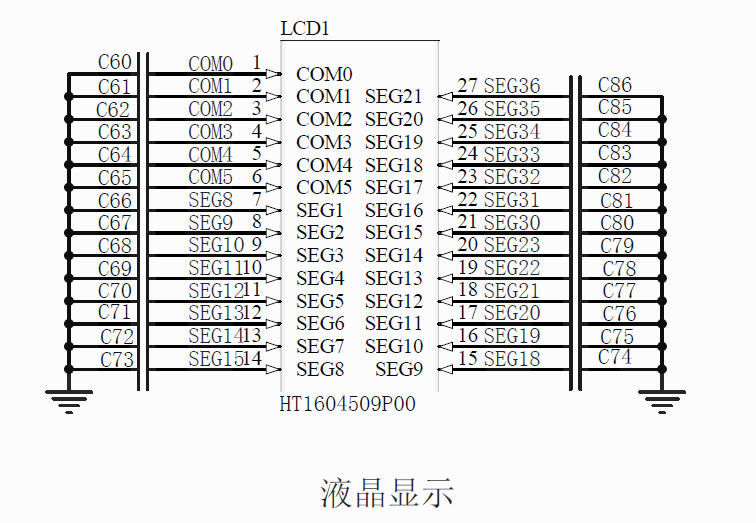 LCD1
C60 COM0 1 COM0
C61 COM1 2 COM1 SEG21 27 SEG36 C86
C62 COM2 3 COM2 SEG20 26 SEG35 C85
C63 COM3 4 COM3 SEG19 25 SEG34 C84
C64 COM4 5 COM4 SEG18 24 SEG33 C83
C65 COM5 6 COM5 SEG17 23 SEG32 C82
C66 SEG8 7 SEG1 SEG16 22 SEG31 C81
C67 SEG9 8 SEG2 SEG15 21 SEG30 C80
C68 SEG10 9 SEG3 SEG14 20 SEG23 C79
C69 SEG11 10 SEG4 SEG13 19 SEG22 C78
C70 SEG12 11 SEG5 SEG12 18 SEG21 C77
C71 SEG13 12 SEG6 SEG11 17 SEG20 C76
C72 SEG14 13 SEG7 SEG10 16 SEG19 C75
C73 SEG15 14 SEG8 SEG9 15 SEG18 C74
HT1604509P00
液晶显示